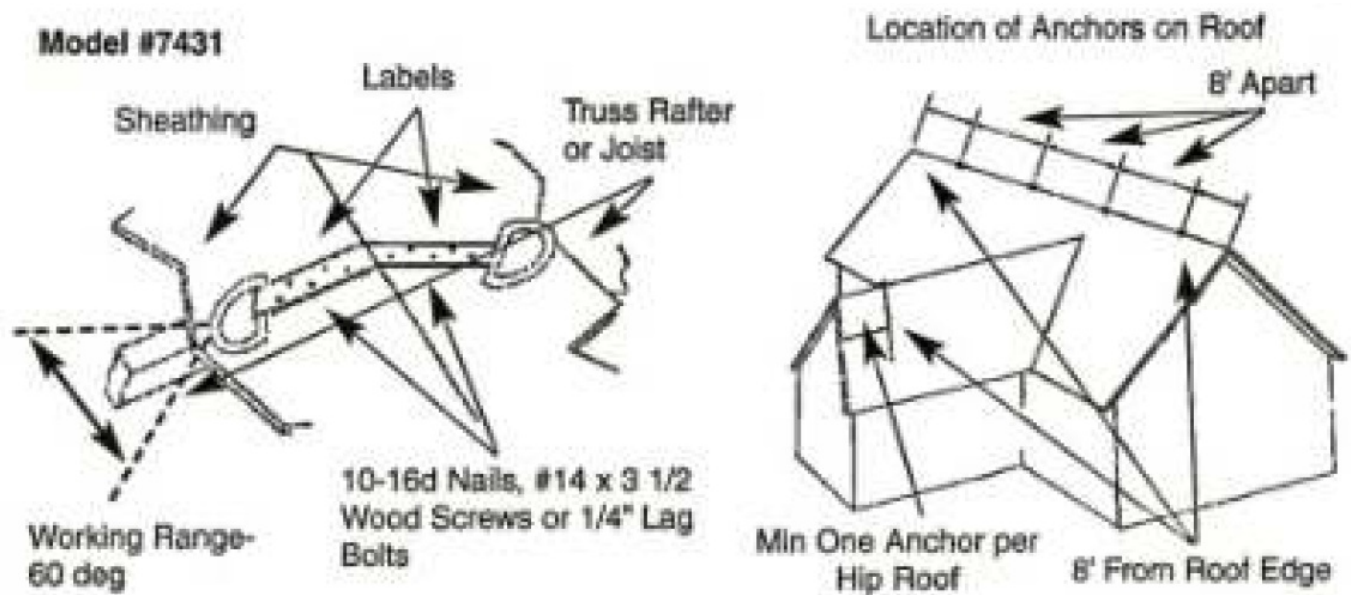 Model #7431
Labels
Sheathing
Truss Rafter
or Joist
10-16d Nails, #14 x 3 1/2
Wood Screws or 1/4" Lag
Bolts
Working Range-
60 deg
Location of Anchors on Roof
8' Apart
Min One Anchor per
Hip Roof
8' From Roof Edge